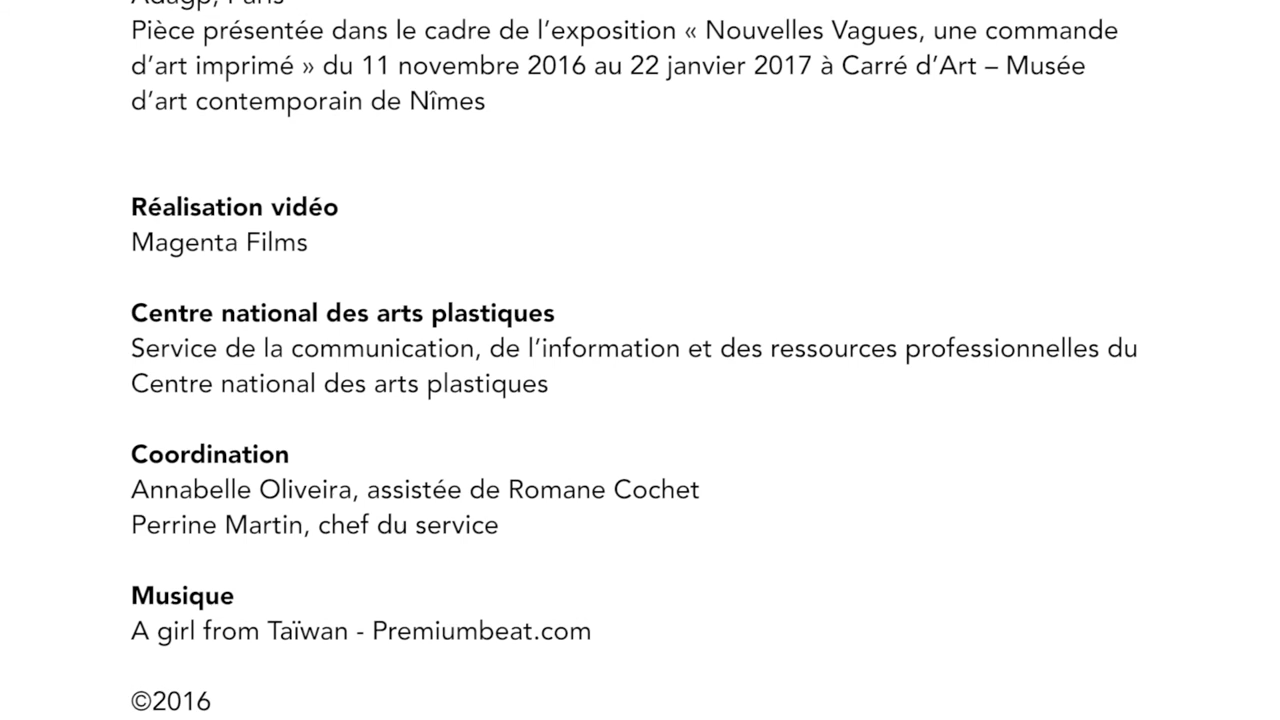 Adagp, Paris
Pièce présentée dans le cadre de l’exposition « Nouvelles Vagues, une commande
d’art imprimé » du 11 novembre 2016 au 22 janvier 2017 à Carré d’Art – Musée
d’art contemporain de Nîmes
Réalisation vidéo
Magenta Films
Centre national des arts plastiques
Service de la communication, de l’information et des ressources professionnelles du
Centre national des arts plastiques
Coordination
Annabelle Oliveira, assistée de Romane Cochet
Perrine Martin, chef du service
Musique
A girl from Taïwan - Premiumbeat.com
©2016